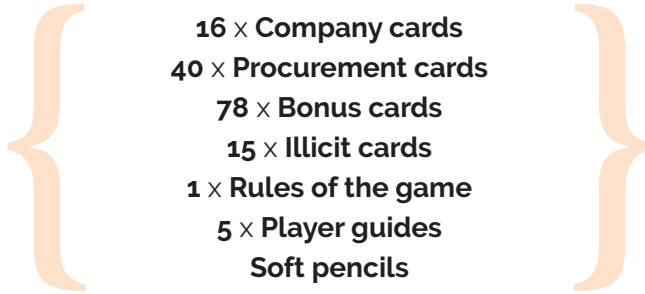 16 x Company cards
40 x Procurement cards
78 x Bonus cards
15 x Illicit cards
1 x Rules of the game
5 x Player guides
Soft pencils